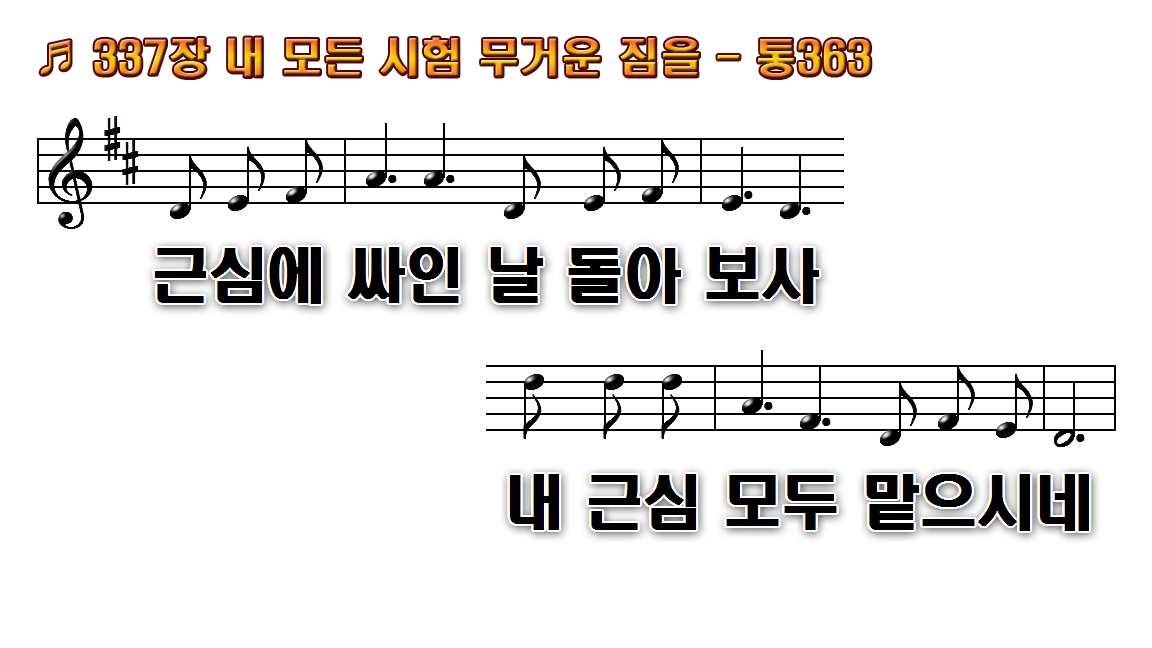 ♬ 337장 내 모든 시험 무거운 짐을 - 통363
근심에 싸인 날 돌아 보사
내 근심 모두 맡으시네